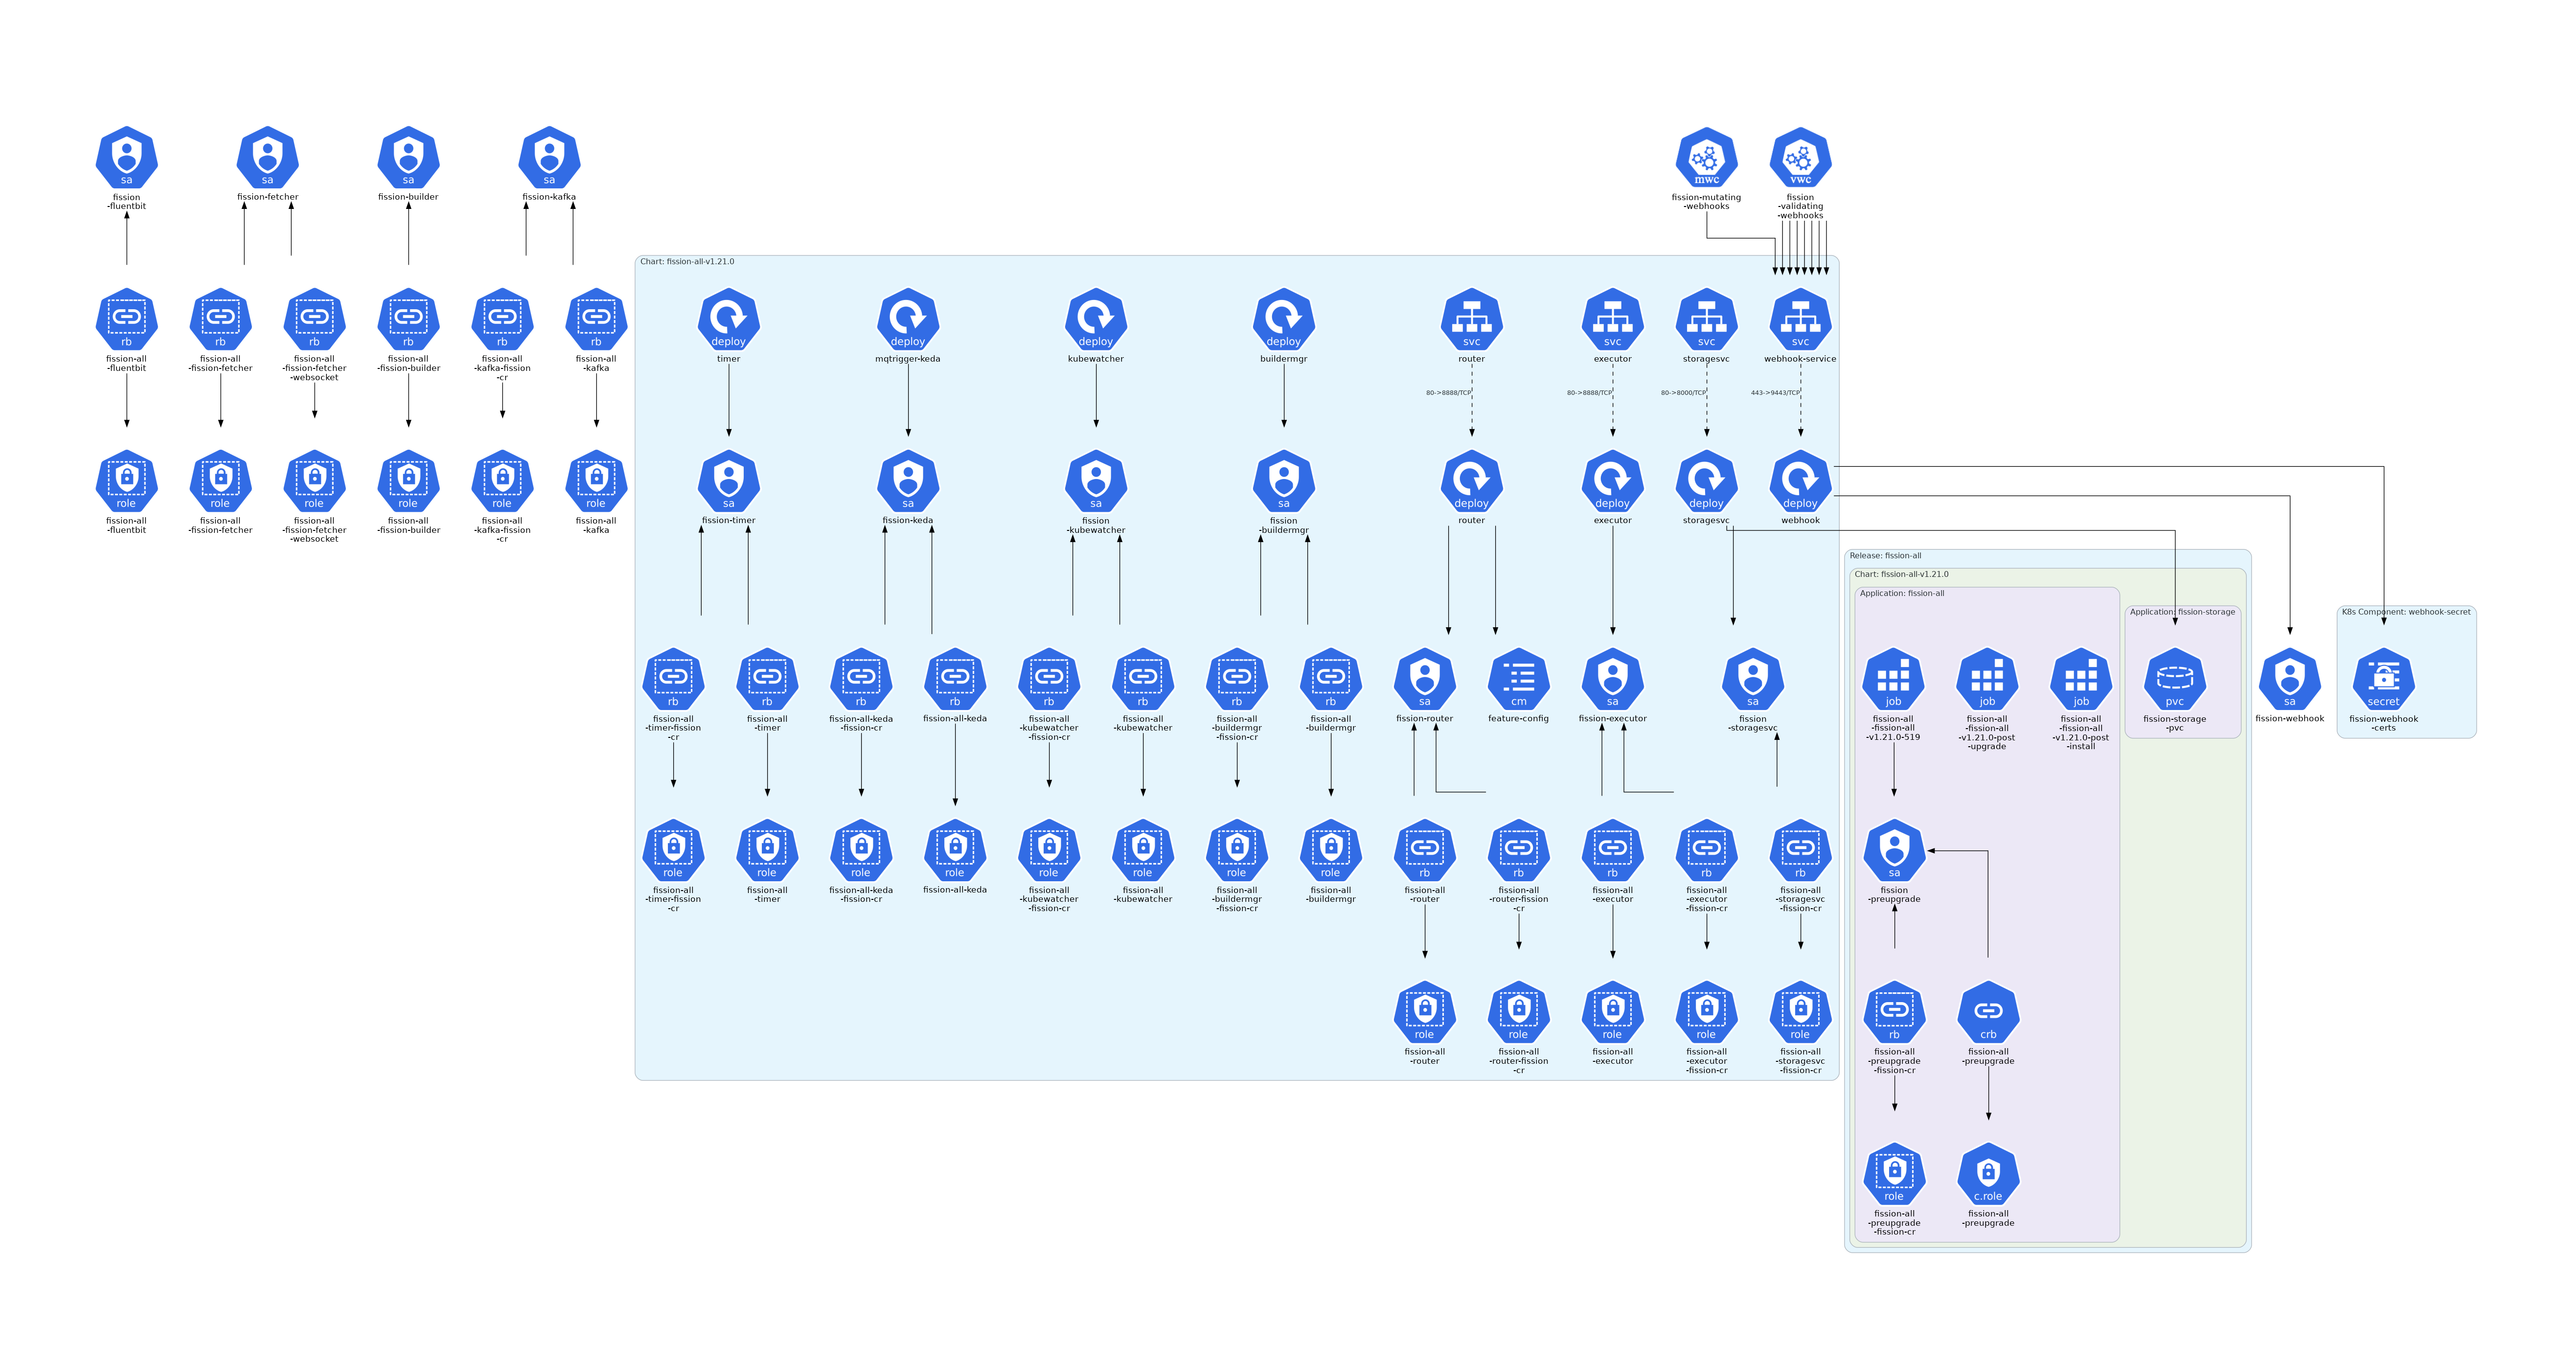 sa
fission
-fluentbit
sa
fission-fetcher
sa
fission-builder
sa
fission-kafka
mwc
fission-mutating
-webhooks
vwc
fission
-validating
-webhooks
Chart: fission-all-v1.21.0
rb
fission-all
-fluentbit
rb
fission-all
-fission-fetcher
rb
fission-all
-fission-fetcher
-websocket
rb
fission-all
-fission-builder
rb
fission-all
-kafka-fission
-cr
rb
fission-all
-kafka
deploy
timer
deploy
mqtrigger-keda
deploy
kubewatcher
deploy
buildermgr
svc
router
svc
executor
svc
storagesvc
svc
webhook-service
80->8888/TCP
80->8888/TCP
80->8000/TCP
443->9443/TCP
role
fission-all
-fluentbit
role
fission-all
-fission-fetcher
role
fission-all
-fission-fetcher
-websocket
role
fission-all
-fission-builder
role
fission-all
-kafka-fission
-cr
role
fission-all
-kafka
sa
fission-timer
sa
fission-keda
sa
fission
-kubewatcher
sa
fission
-buildermgr
deploy
router
deploy
executor
deploy
storagesvc
deploy
webhook
Release: fission-all
Chart: fission-all-v1.21.0
Application: fission-all
Application: fission-storage
K8s Component: webhook-secret
rb
fission-all
-timer-fission
-cr
rb
fission-all
-timer
rb
fission-all-keda
-fission-cr
rb
fission-all-keda
rb
fission-all
-kubewatcher
-fission-cr
rb
fission-all
-kubewatcher
rb
fission-all
-buildermgr
-fission-cr
rb
fission-all
-buildermgr
sa
fission-router
cm
feature-config
sa
fission-executor
sa
fission
-storagesvc
job
fission-all
-fission-all
-v1.21.0-519
job
fission-all
-fission-all
-v1.21.0-post
-upgrade
job
fission-all
-fission-all
-v1.21.0-post
-install
pvc
fission-storage
-pvc
sa
fission-webhook
secret
fission-webhook
-certs
role
fission-all
-timer-fission
-cr
role
fission-all
-timer
role
fission-all-keda
-fission-cr
role
fission-all-keda
role
fission-all
-kubewatcher
-fission-cr
role
fission-all
-kubewatcher
role
fission-all
-buildermgr
-fission-cr
role
fission-all
-buildermgr
rb
fission-all
-router
rb
fission-all
-router-fission
-cr
rb
fission-all
-executor
rb
fission-all
-executor
-fission-cr
rb
fission-all
-storagesvc
-fission-cr
sa
fission
-preupgrade
role
fission-all
-router
role
fission-all
-router-fission
-cr
role
fission-all
-executor
role
fission-all
-executor
-fission-cr
role
fission-all
-storagesvc
-fission-cr
rb
fission-all
-preupgrade
-fission-cr
crb
fission-all
-preupgrade
role
fission-all
-preupgrade
-fission-cr
c.role
fission-all
-preupgrade